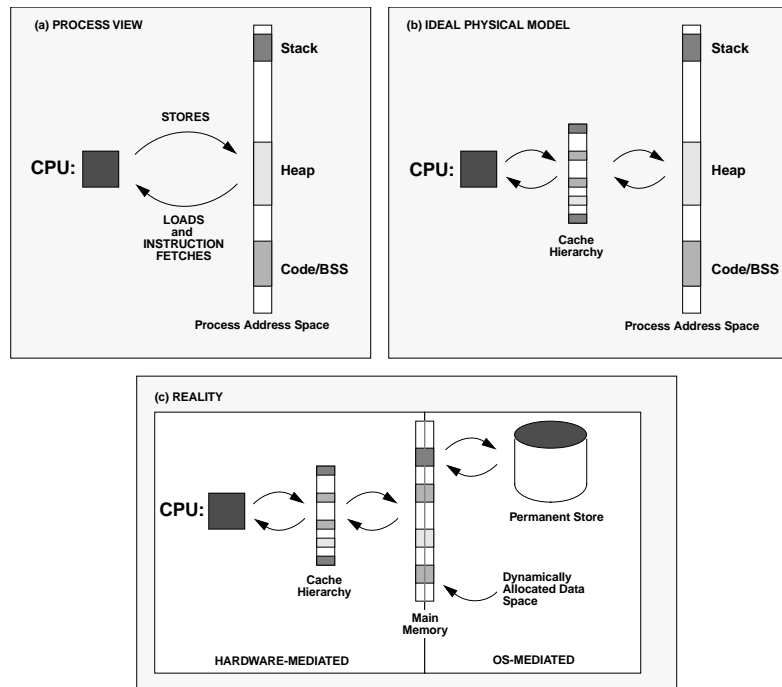 (a) PROCESS VIEW
Stack
STORES
CPU:
Heap
LOADS
and
INSTRUCTION
FETCHES
Code/BSS
Process Address Space
(b) IDEAL PHYSICAL MODEL
Stack
CPU:
Heap
Cache
Hierarchy
Code/BSS
Process Address Space
(c) REALITY
CPU:
Permanent Store
Cache
Hierarchy
Dynamically
Allocated Data
Space
Main
Memory
HARDWARE-MEDIATED
OS-MEDIATED